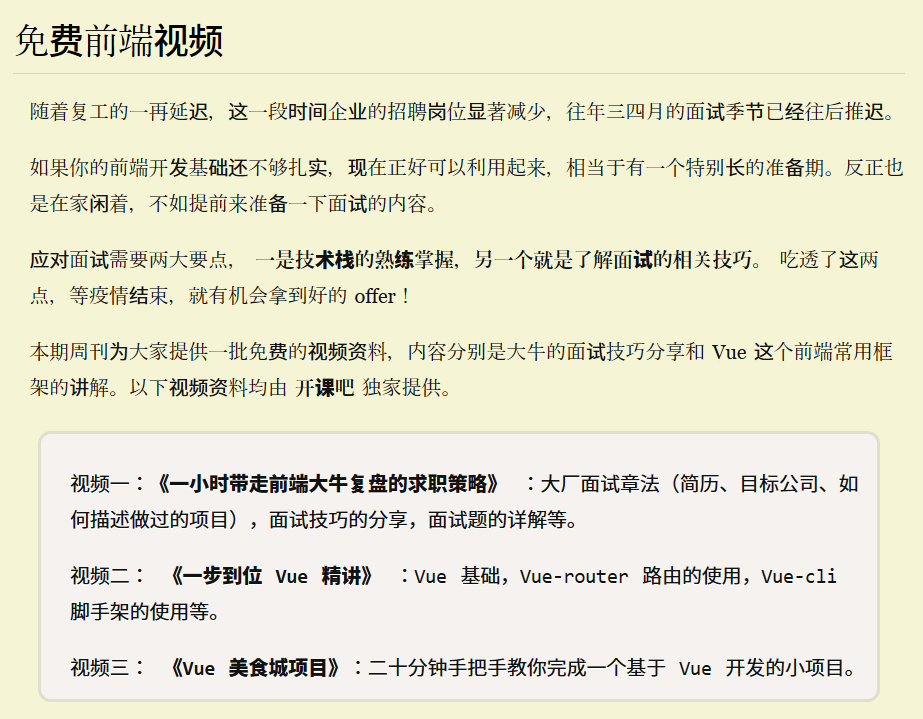 免费前端视频
随着复工的一再延迟，这一段时间企业的招聘岗位显著减少，往年三四月的面试季节已经往后推迟。
如果你的前端开发基础还不够扎实，现在正好可以利用起来，相当于有一个特别长的准备期。反正也
是在家闲着，不如提前来准备一下面试的内容。
应对面试需要两大要点， 一是技术栈的熟练掌握，另一个就是了解面试的相关技巧。 吃透了这两
点，等疫情结束，就有机会拿到好的 offer！
本期周刊为大家提供一批免费的视频资料，内容分别是大牛的面试技巧分享和 Vue 这个前端常用框
架的讲解。以下视频资料均由 开课吧 独家提供。
视频一：《一小时带走前端大牛复盘的求职策略》 ：大厂面试章法（简历、目标公司、如
何描述做过的项目），面试技巧的分享，面试题的详解等。
视频二： 《一步到位 Vue 精讲》 ：Vue 基础，Vue-router 路由的使用，Vue-cli
脚手架的使用等。
视频三： 《Vue 美食城项目》：二十分钟手把手教你完成一个基于 Vue 开发的小项目。